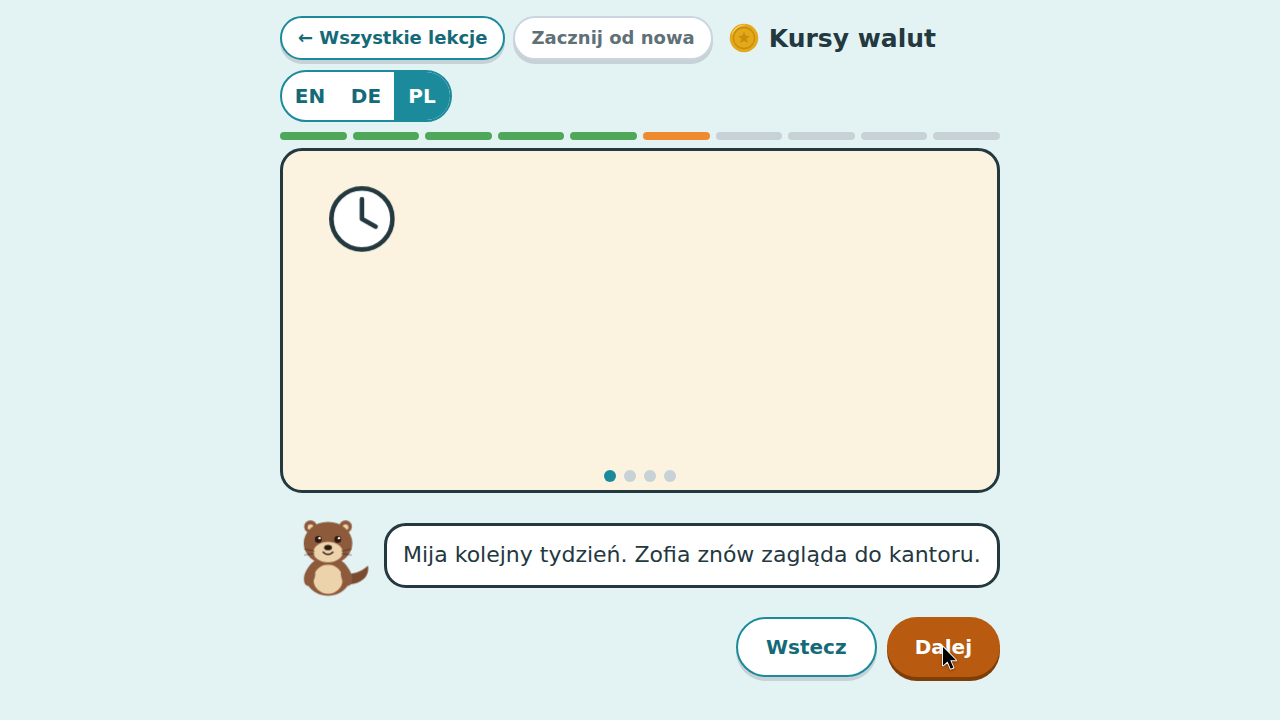 ← Wszystkie lekcje
Zacznij od nowa
Kursy walut
EN DE PL
Mija kolejny tydzień. Zofia znów zagląda do kantoru.
Wstecz
Dalej